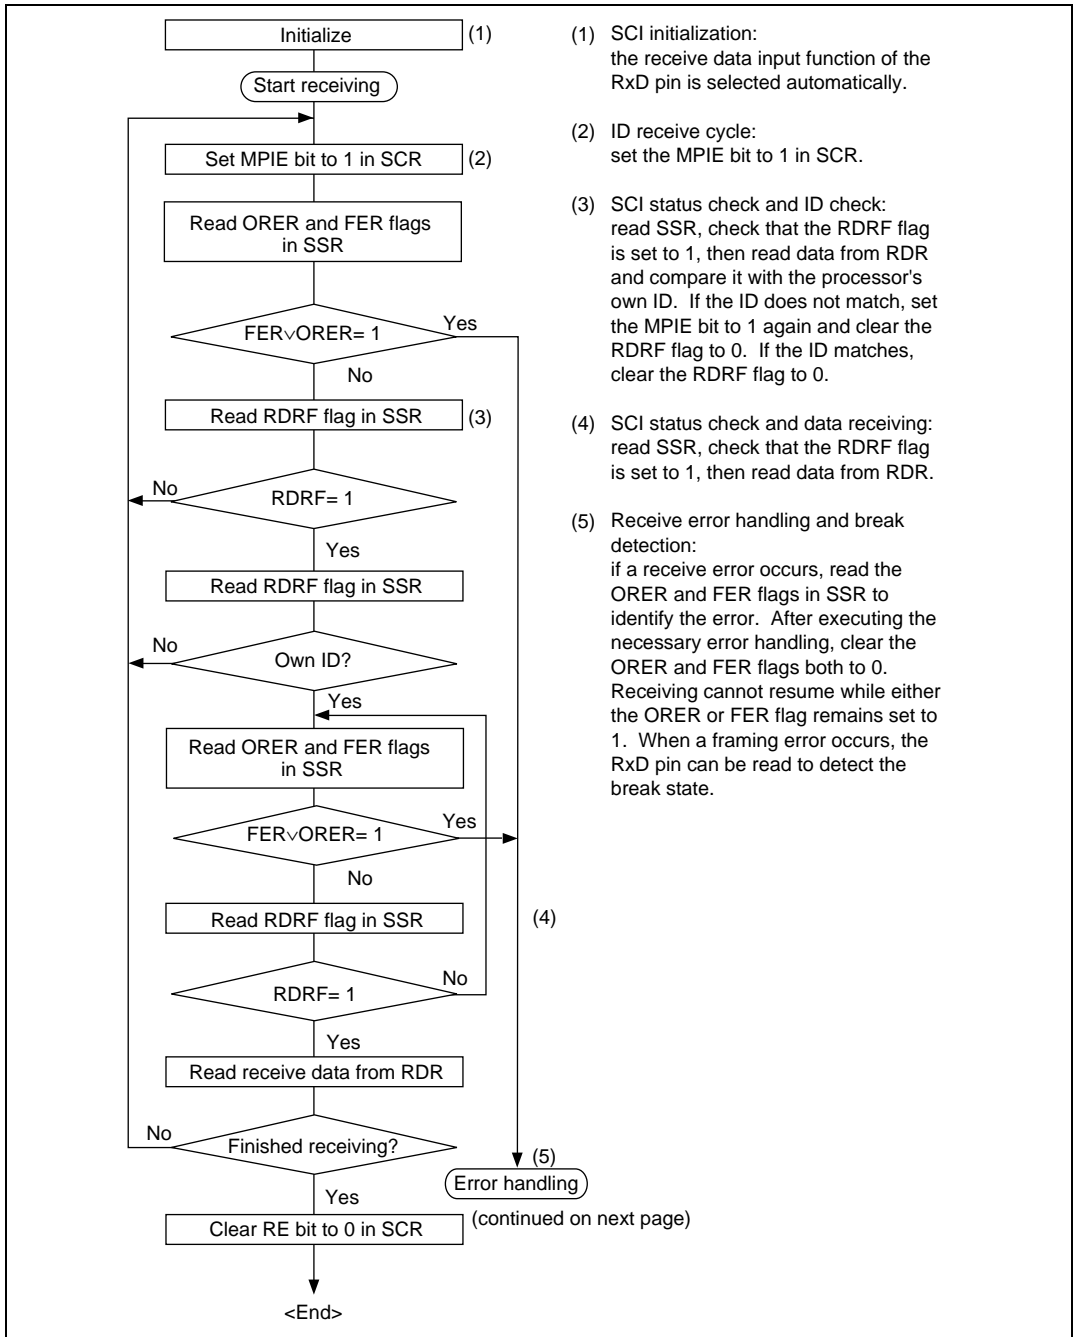 Initialize
(1)
Start receiving
Set MPIE bit to 1 in SCR
(2)
Read ORER and FER flags
in SSR
FER∨ORER= 1
Yes
No
Read RDRF flag in SSR
(3)
No
RDRF= 1
Yes
Read RDRF flag in SSR
No
Own ID?
Yes
Read ORER and FER flags
in SSR
FER∨ORER= 1
Yes
No
Read RDRF flag in SSR
(4)
RDRF= 1
No
Yes
Read receive data from RDR
No
Finished receiving?
(5)
Error handling
Yes
(continued on next page)
Clear RE bit to 0 in SCR
<End>
(1) SCI initialization:
the receive data input function of the
RxD pin is selected automatically.
(2) ID receive cycle:
set the MPIE bit to 1 in SCR.
(3) SCI status check and ID check:
read SSR, check that the RDRF flag
is set to 1, then read data from RDR
and compare it with the processor's
own ID. If the ID does not match, set
the MPIE bit to 1 again and clear the
RDRF flag to 0. If the ID matches,
clear the RDRF flag to 0.
(4) SCI status check and data receiving:
read SSR, check that the RDRF flag
is set to 1, then read data from RDR.
(5) Receive error handling and break
detection:
if a receive error occurs, read the
ORER and FER flags in SSR to
identify the error. After executing the
necessary error handling, clear the
ORER and FER flags both to 0.
Receiving cannot resume while either
the ORER or FER flag remains set to
1. When a framing error occurs, the
RxD pin can be read to detect the
break state.